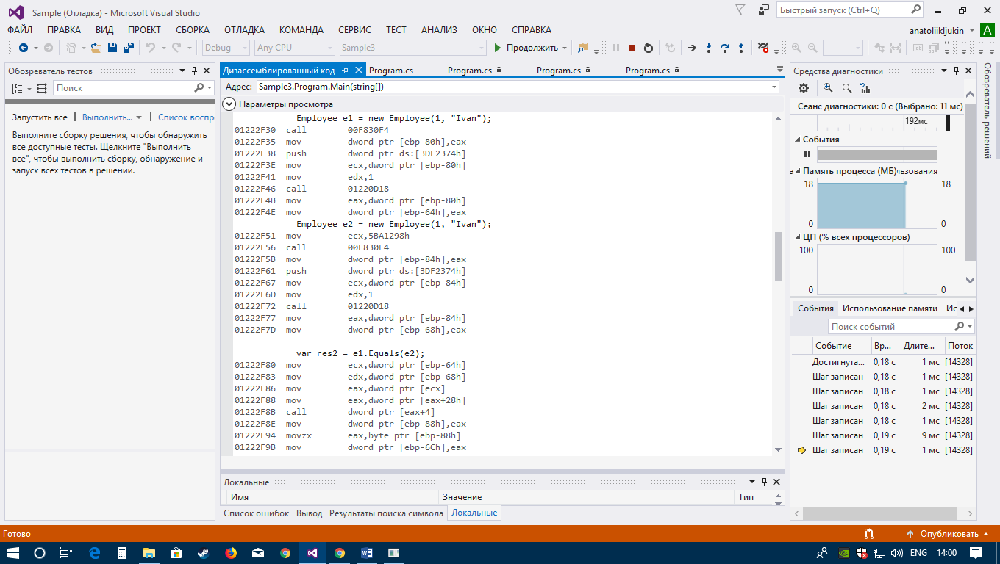 Sample (Отладка) - Microsoft Visual Studio
Быстрый запуск (Ctrl+Q)
ФАЙЛ ПРАВКА ВИД ПРОЕКТ СБОРКА ОТЛАДКА КОМАНДА СЕРВИС ТЕСТ АНАЛИЗ ОКНО СПРАВКА
anatoliikljukin A
Debug Any CPU Sample3 Продолжить
Обозреватель тестов
Поиск
Запустить все Выполнить... Список воспр
Выполните сборку решения, чтобы обнаружить
все доступные тесты. Щелкните "Выполнить
все", чтобы выполнить сборку, обнаружение и
запуск всех тестов в решении.
Дизассемблированный код Program.cs Program.cs Program.cs Program.cs
Адрес: Sample3.Program.Main(string[])
Параметры просмотра
Employee e1 = new Employee(1, "Ivan");
01222F30 call 00F830F4
01222F35 mov dword ptr [ebp-80h],eax
01222F38 push dword ptr ds:[3DF2374h]
01222F3E mov ecx,dword ptr [ebp-80h]
01222F41 mov edx,1
01222F46 call 01220D18
01222F4B mov eax,dword ptr [ebp-80h]
01222F4E mov dword ptr [ebp-64h],eax
Employee e2 = new Employee(1, "Ivan");
01222F51 mov ecx,5BA1298h
01222F56 call 00F830F4
01222F5B mov dword ptr [ebp-84h],eax
01222F61 push dword ptr ds:[3DF2374h]
01222F67 mov ecx,dword ptr [ebp-84h]
01222F6D mov edx,1
01222F72 call 01220D18
01222F77 mov eax,dword ptr [ebp-84h]
01222F7D mov dword ptr [ebp-68h],eax
var res2 = e1.Equals(e2);
01222F80 mov ecx,dword ptr [ebp-64h]
01222F83 mov edx,dword ptr [ebp-68h]
01222F86 mov eax,dword ptr [ecx]
01222F88 mov eax,dword ptr [eax+28h]
01222F8B call dword ptr [eax+4]
01222F8E mov dword ptr [ebp-88h],eax
01222F94 movzx eax,byte ptr [ebp-88h]
01222F9B mov dword ptr [ebp-6Ch],eax
Локальные
Имя Значение Тип
Список ошибок Вывод Результаты поиска символа Локальные
Средства диагностики
Сеанс диагностики: 0 с (Выбрано: 11 мс)
192мс
События
Память процесса (МБ) льзования
18 18
0 0
ЦП (% всех процессоров)
100 100
0 0
События Использование памяти Ис
Поиск событий
Событие Вр... Длите... Поток
Достигнута... 0,18 с 1 мс [14328]
Шаг записан 0,18 с 1 мс [14328]
Шаг записан 0,18 с 1 мс [14328]
Шаг записан 0,18 с 2 мс [14328]
Шаг записан 0,18 с 1 мс [14328]
Шаг записан 0,19 с 9 мс [14328]
Шаг записан 0,19 с 1 мс [14328]
Обозреватель решений
Готово Опубликовать
ENG 14:00